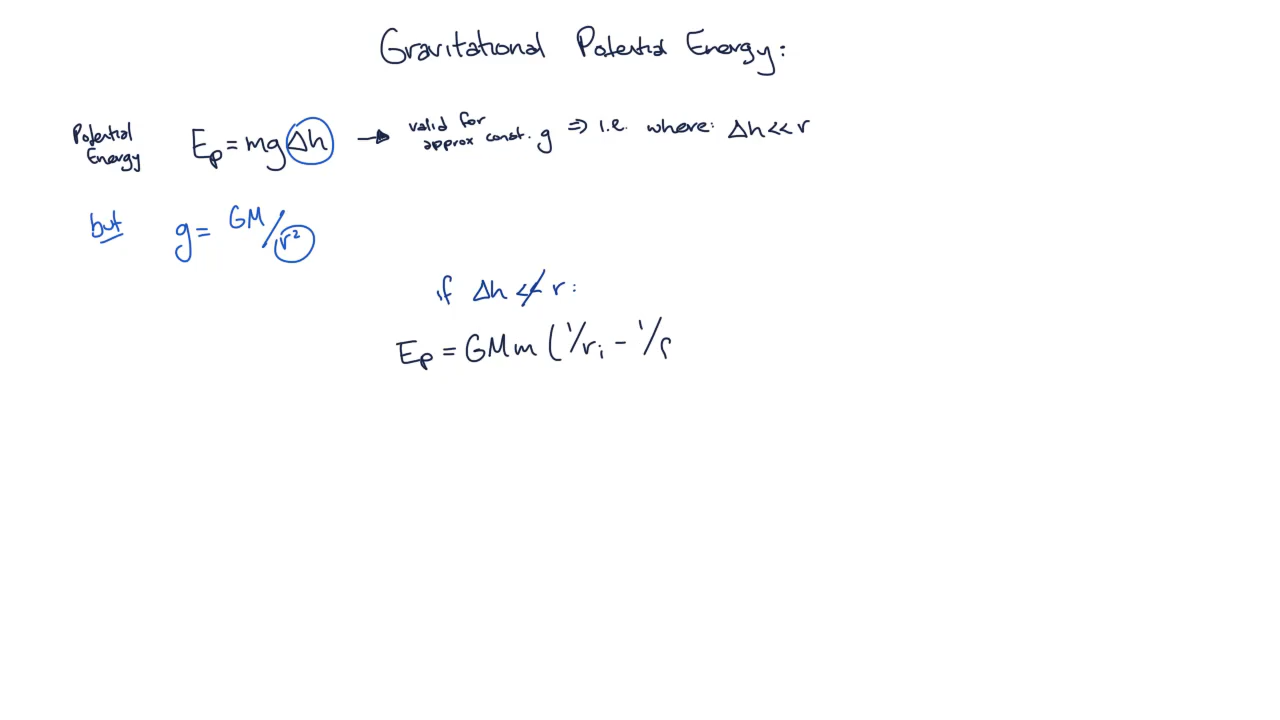 Gravitational Potential Energy:
Potential Energy Eₚ = mgΔh → valid for approx const. g ⇒ i.e. where: Δh << r
but g = GM/r²
if Δh <≮ r:
Eₚ = GMm (1/rᵢ - 1/